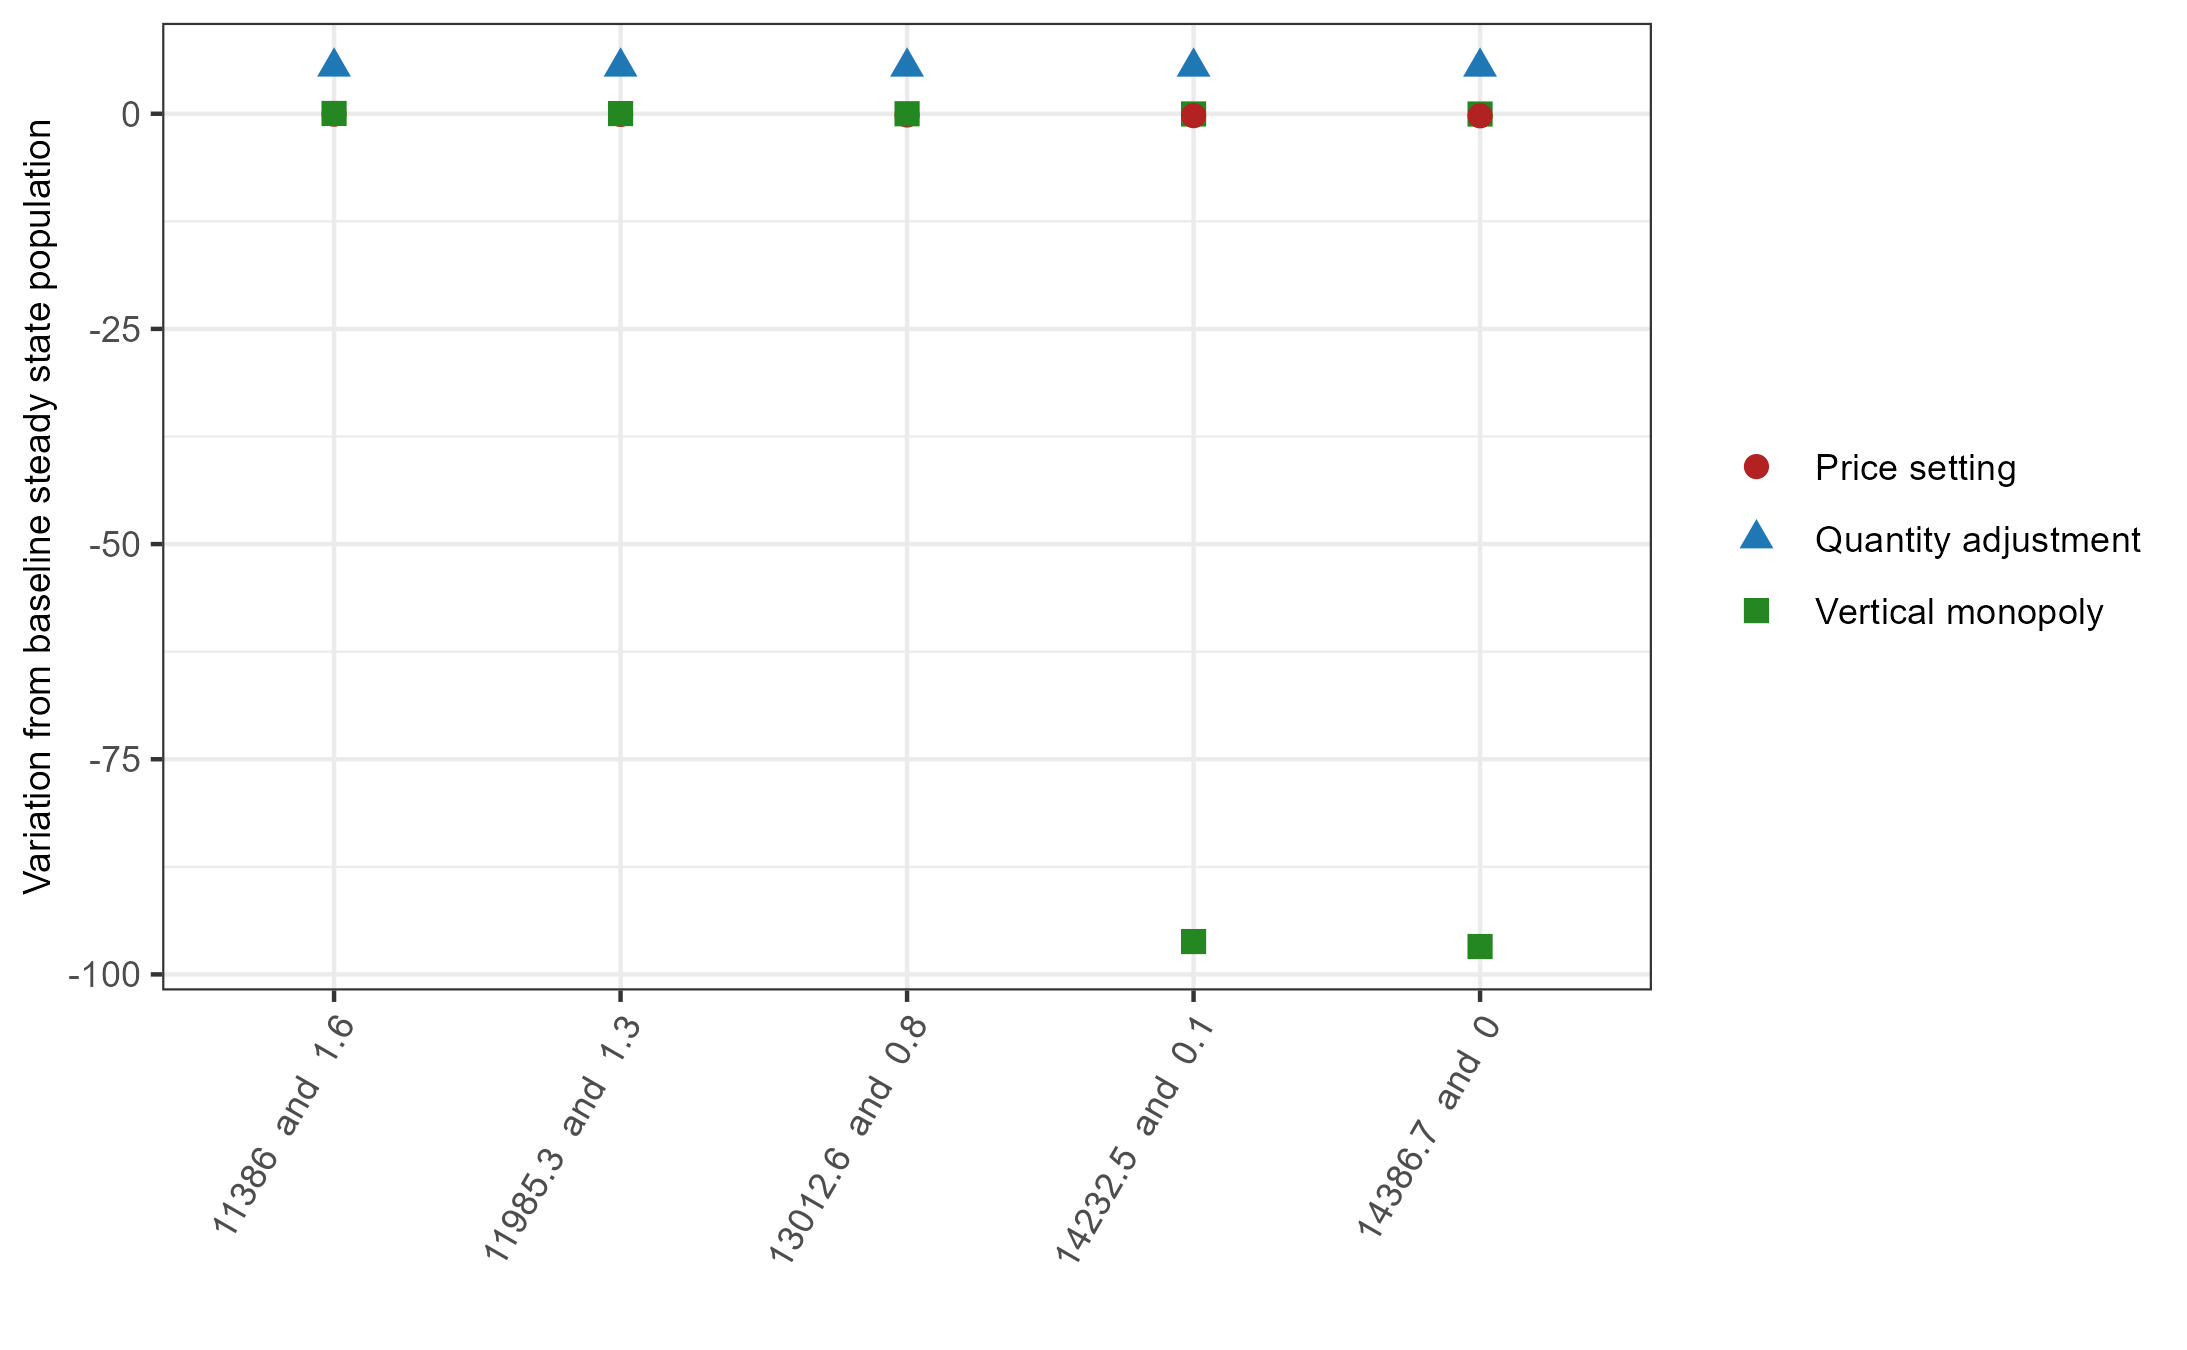 Variation from baseline steady state population
0
-25
-50
-75
-100
11386 and 1.6
11985.3 and 1.3
13012.6 and 0.8
14232.5 and 0.1
14386.7 and 0
Price setting
Quantity adjustment
Vertical monopoly